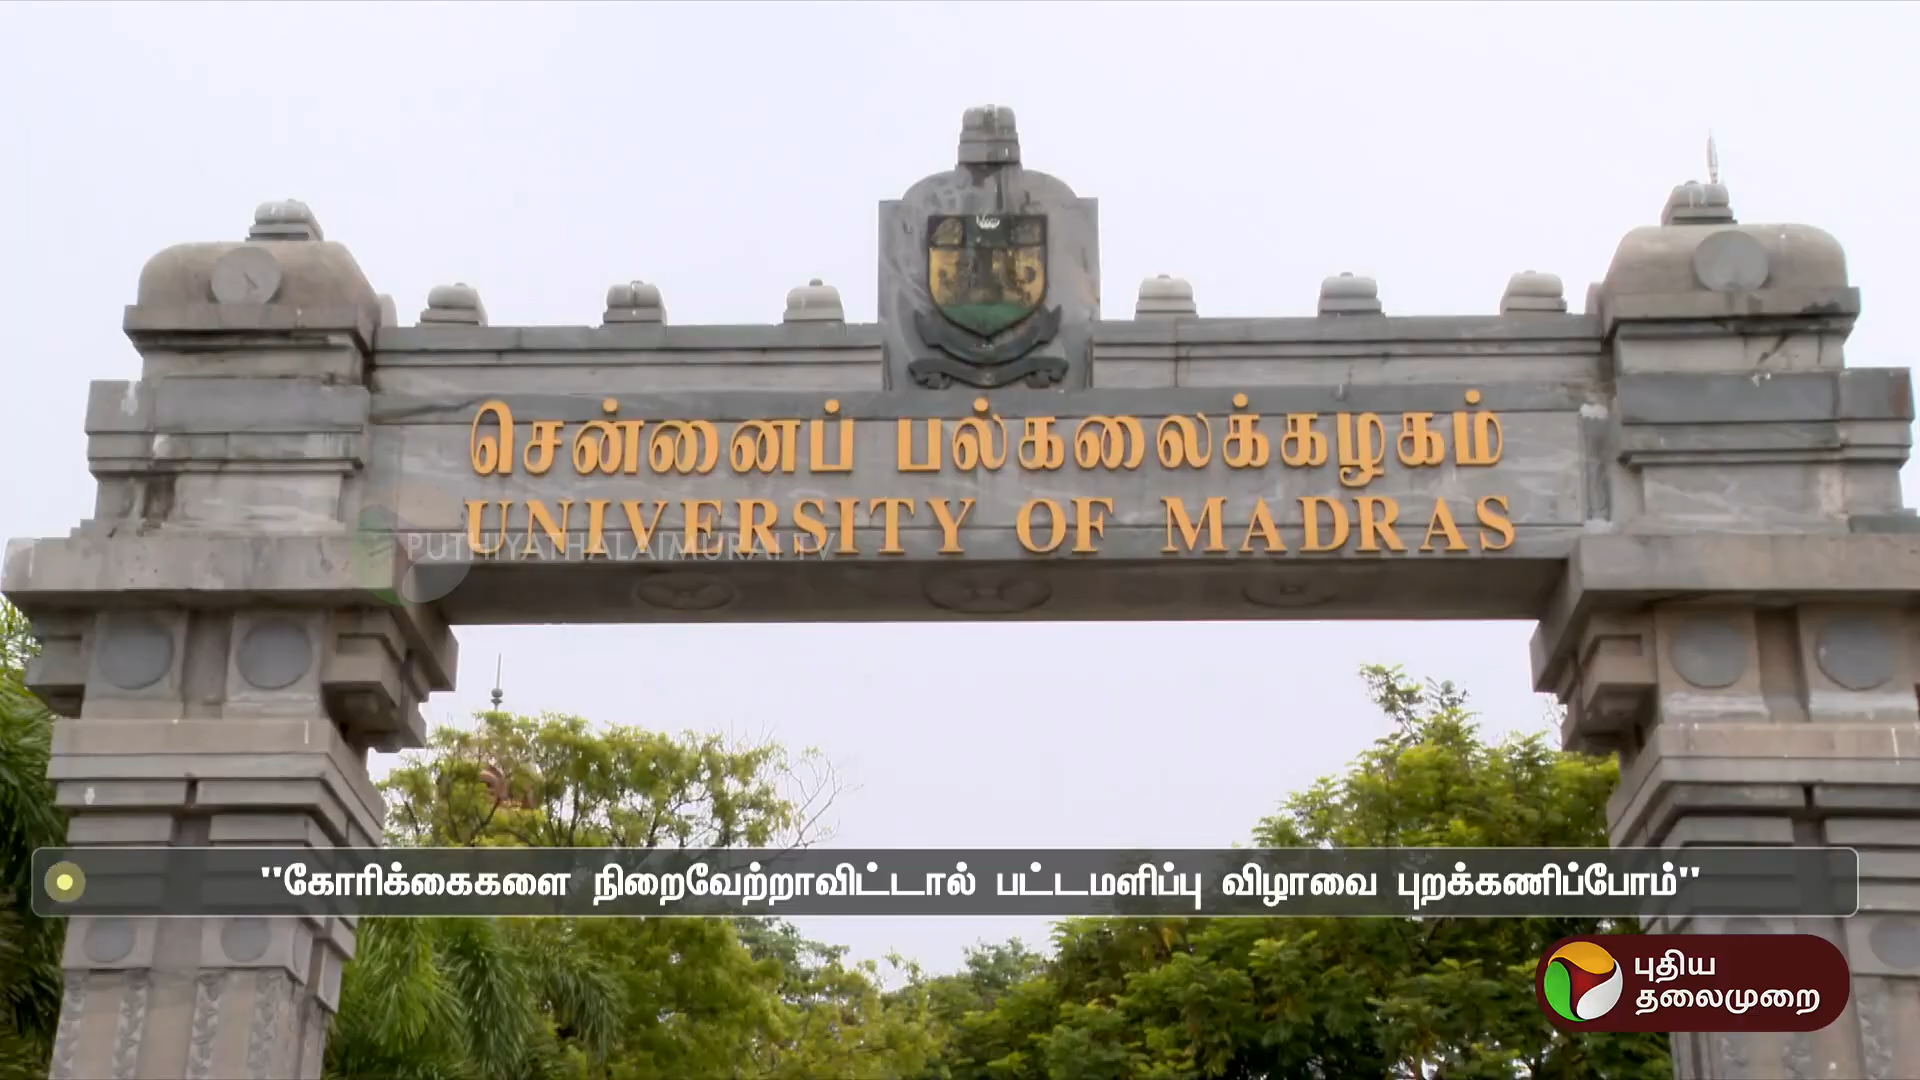 சென்னைப் பல்கலைக்கழகம்
UNIVERSITY OF MADRAS
PUTHIYATHALAIMURAI TV
"கோரிக்கைகளை நிறைவேற்றாவிட்டால் பட்டமளிப்பு விழாவை புறக்கணிப்போம்"
புதிய
தலைமுறை